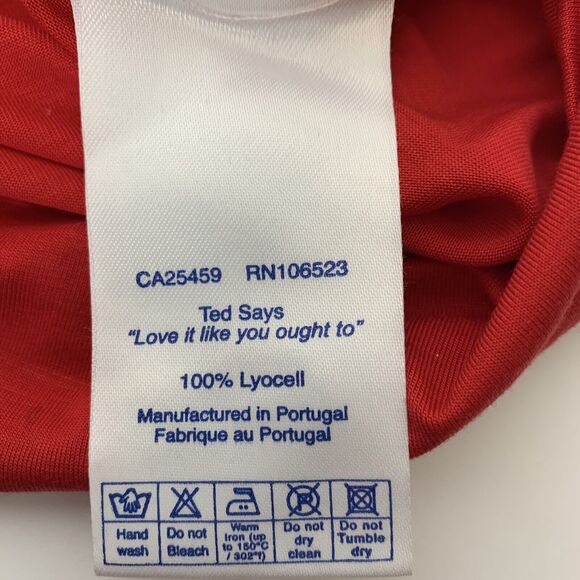 CA25459 RN106523
Ted Says
"Love it like you ought to"
100% Lyocell
Manufactured in Portugal
Fabrique au Portugal
Hand wash
Do not Bleach
Warm Iron (up to 150°C / 302°f)
P
Do not dry clean
Do not Tumble dry